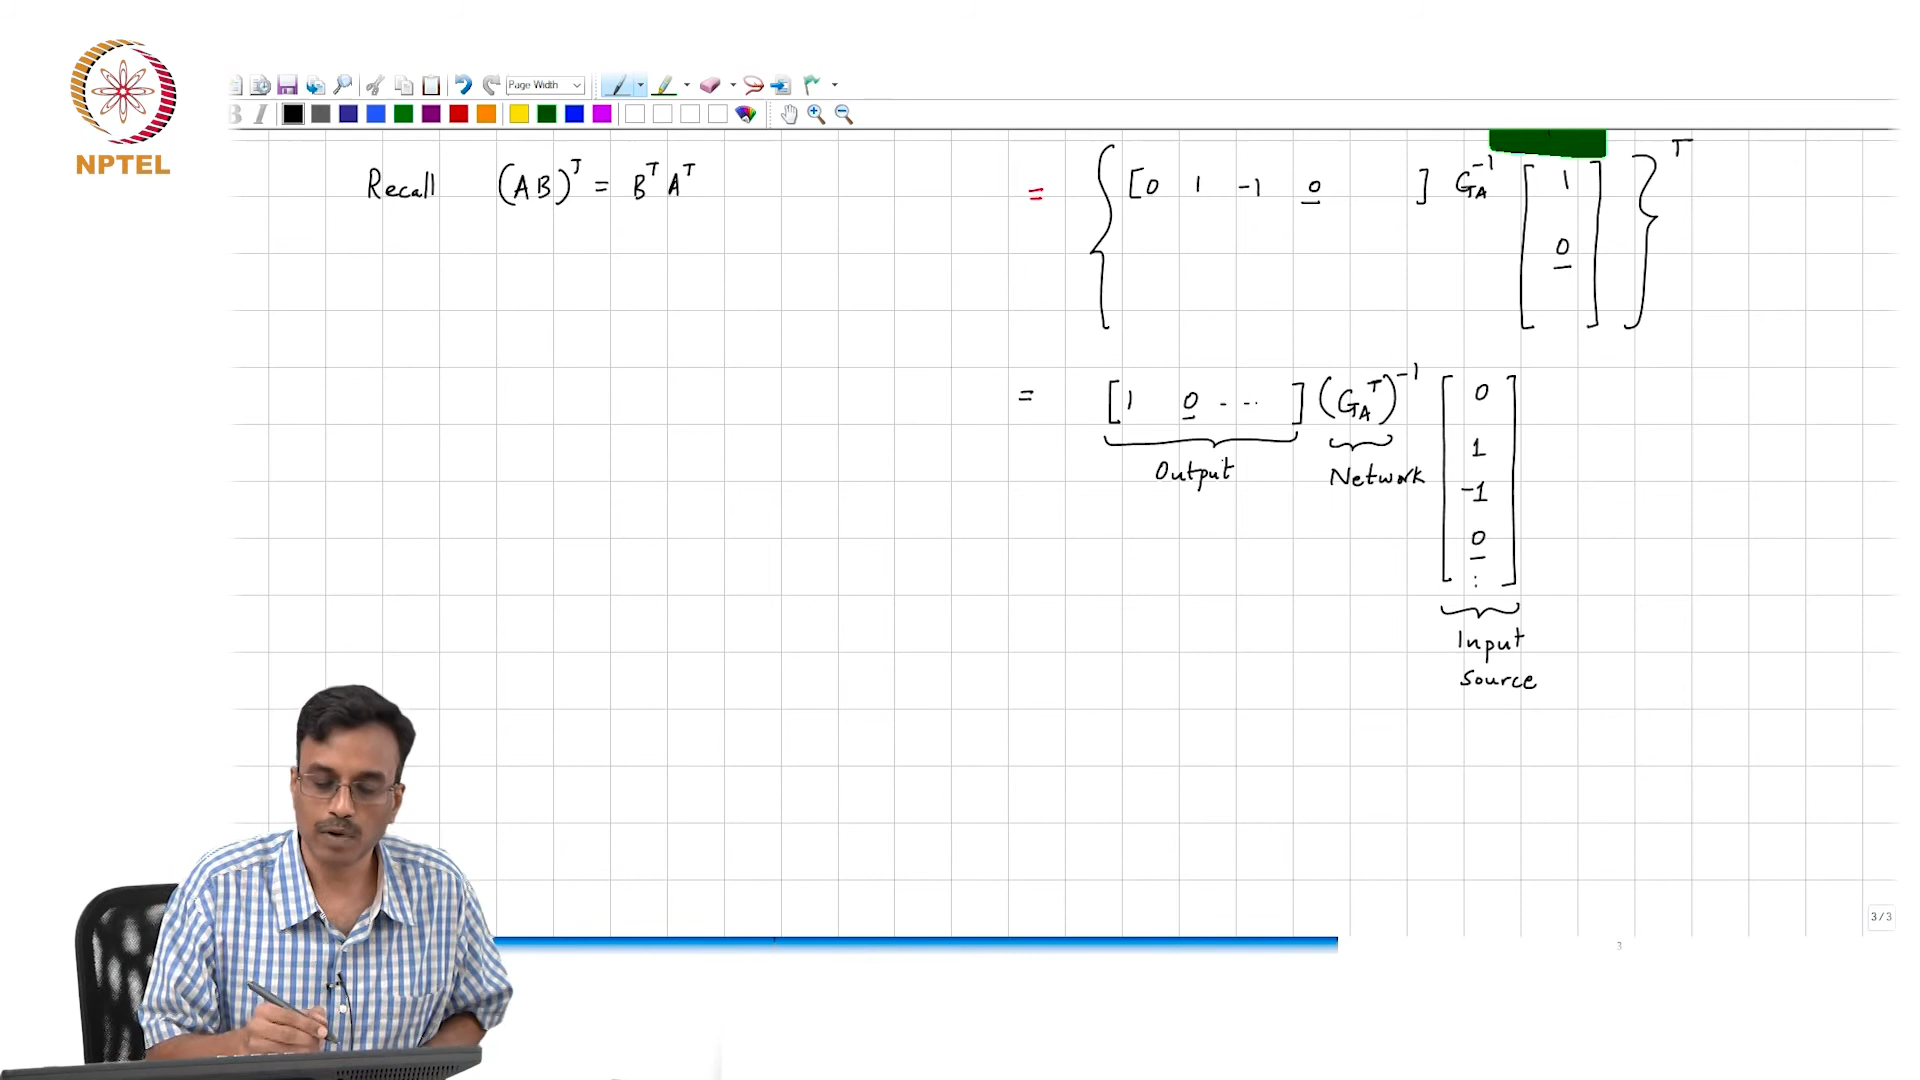 NPTEL
Page Width
Recall (AB)^T = B^T A^T
= { [0 1 -1 0 ] G_A^-1 [ 1
0 ] }^T
= [1 0 - - ·· ] (G_A^T)^-1 [ 0
1
-1
0
: ]
Output
Network
Input
Source
3/3
3